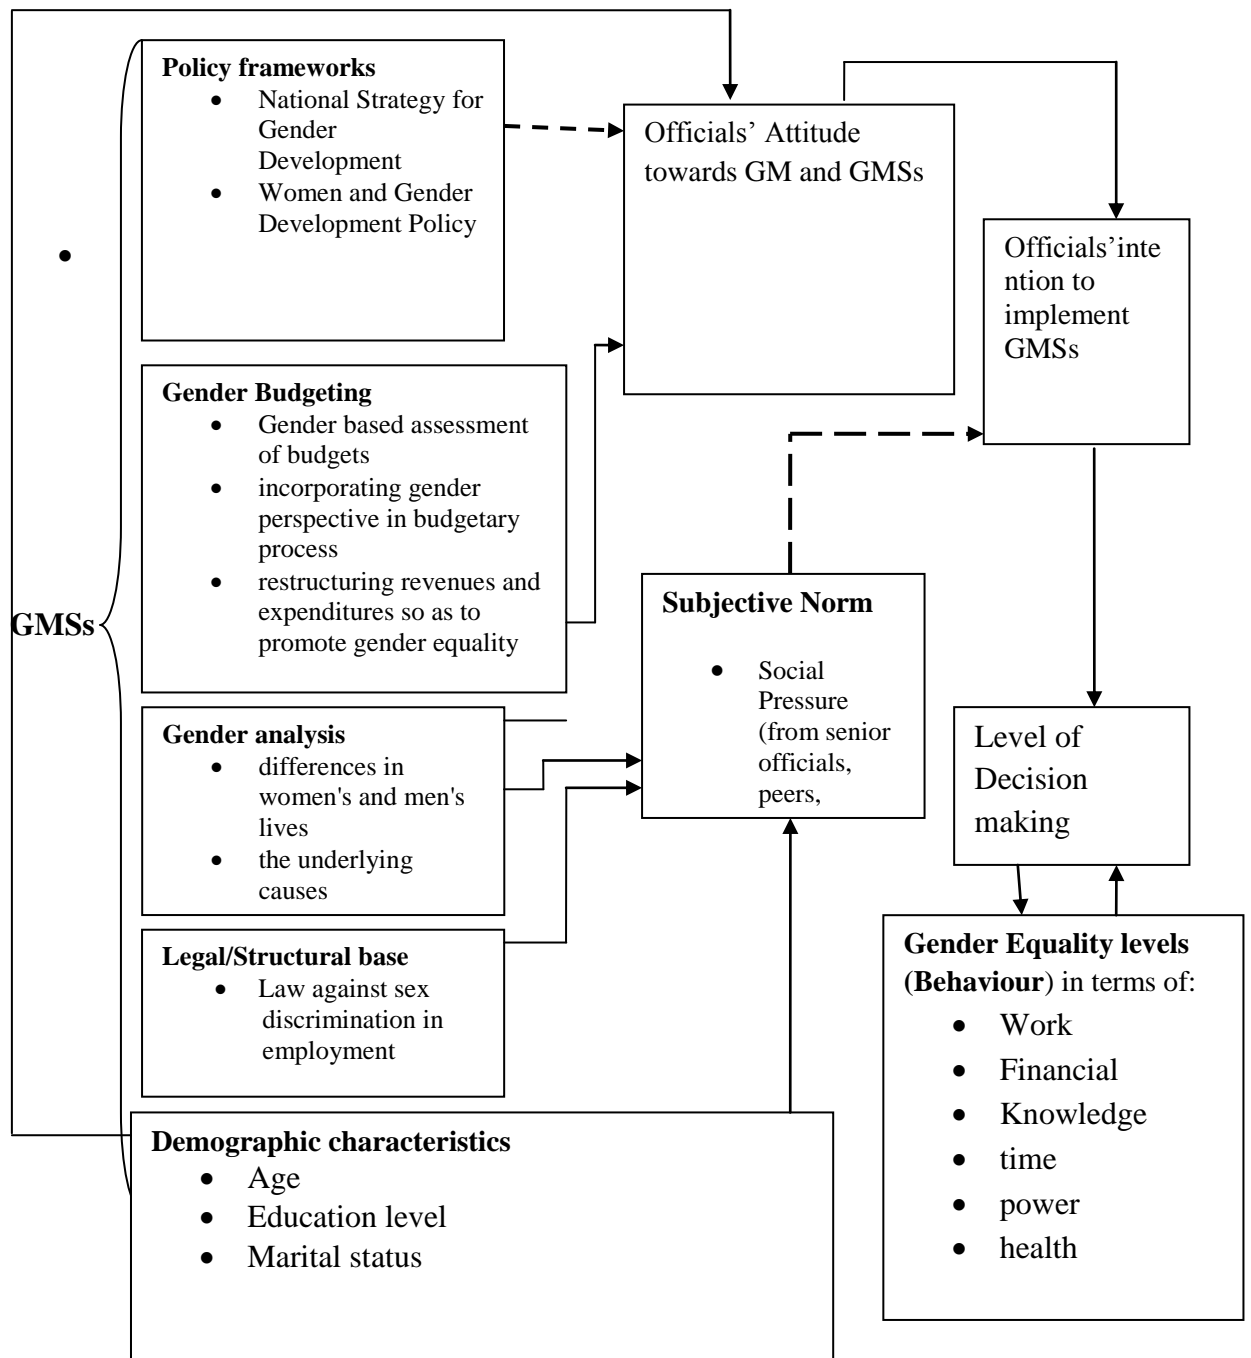 Policy frameworks
• National Strategy for
Gender
Development
• Women and Gender
Development Policy
•
Gender Budgeting
• Gender based assessment
of budgets
• incorporating gender
perspective in budgetary
process
• restructuring revenues and
expenditures so as to
promote gender equality
GMSs
Gender analysis
• differences in
women's and men's
lives
• the underlying
causes
Legal/Structural base
• Law against sex
discrimination in
employment
Demographic characteristics
• Age
• Education level
• Marital status
Officials’ Attitude
towards GM and GMSs
Subjective Norm
• Social
Pressure
(from senior
officials,
peers,
Officials’inte
ntion to
implement
GMSs
Level of
Decision
making
Gender Equality levels
(Behaviour) in terms of:
• Work
• Financial
• Knowledge
• time
• power
• health